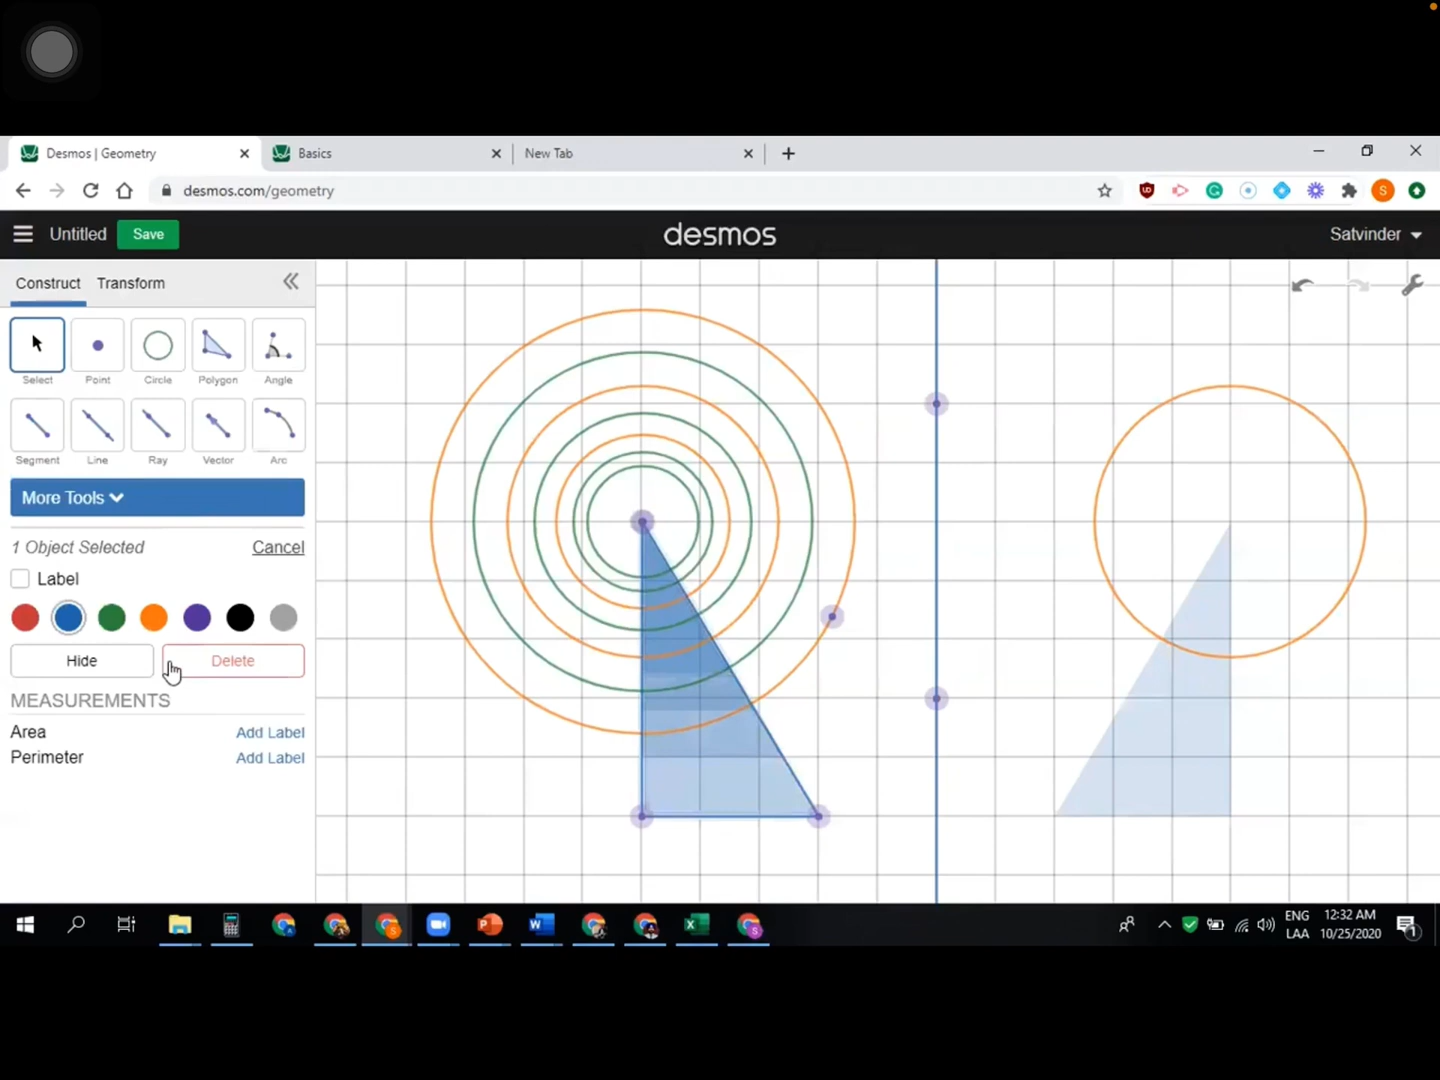 Desmos | Geometry
Basics
New Tab
desmos.com/geometry
S
Untitled
Save
desmos
Satvinder
Construct
Transform
Select
Point
Circle
Polygon
Angle
Segment
Line
Ray
Vector
Arc
More Tools
1 Object Selected
Cancel
Label
Hide
Delete
MEASUREMENTS
Area
Add Label
Perimeter
Add Label
ENG
LAA
12:32 AM
10/25/2020
1